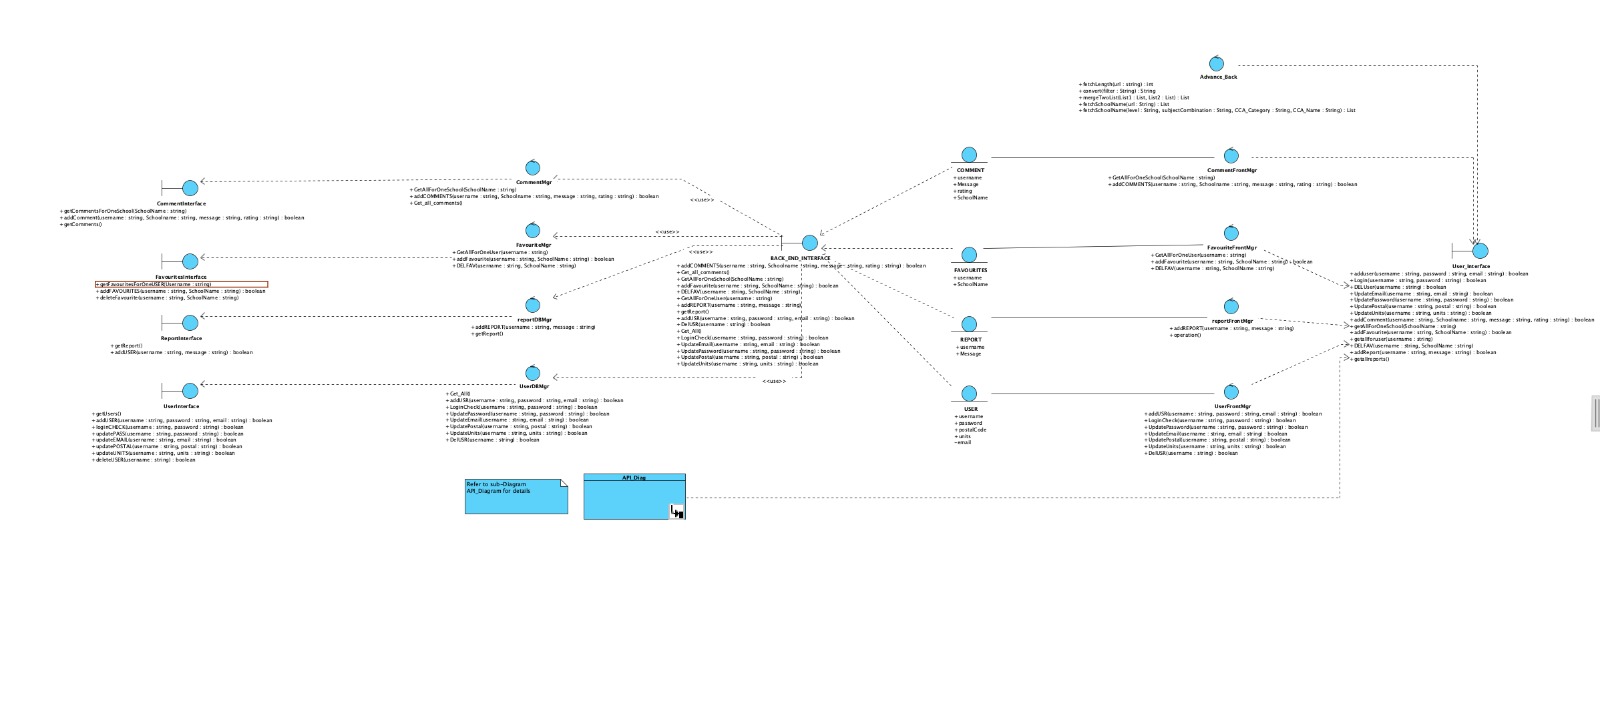 Advance_Back
+ fetchLength(url : string) : int
+ convert(filter : String) : String
+ mergeTwoList(List1 : List, List2 : List) : List
+ fetchSchoolName(url : String) : List
+ fetchSchoolName(level : String, subjectCombination : String, CCA_Category : String, CCA_Name : String) : List
CommentInterface
+ getCommentsForOneSchool(SchoolName : string)
+ addComment(username : string, Schoolname : string, message : string, rating : string) : boolean
+ getComments()
CommentMgr
+ GetAllForOneSchool(SchoolName : string)
+ addCOMMENTS(username : string, Schoolname : string, message : string, rating : string) : boolean
+ Get_all_comments()
<<use>>
COMMENT
+ username
+ Message
+ rating
+ SchoolName
CommentFrontMgr
+ GetAllForOneSchool(SchoolName : string)
+ addCOMMENTS(username : string, Schoolname : string, message : string, rating : string) : boolean
FavouritesInterface
+ getFavouritesForOneUSER(Username : string)
+ addFAVOURITES(username : string, SchoolName : string) : boolean
+ deleteFavourite(username : string, SchoolName : string)
FavouriteMgr
+ GetAllForOneUser(username : string)
+ addFavourite(username : string, SchoolName : string) : boolean
+ DELFAV(username : string, SchoolName : string)
<<use>>
<<use>>
BACK_END_INTERFACE
+ addCOMMENTS(username : string, Schoolname : string, message : string, rating : string) : boolean
+ Get_all_comments()
+ GetAllForOneSchool(SchoolName : string)
+ addFavourite(username : string, SchoolName : string) : boolean
+ DELFAV(username : string, SchoolName : string)
+ GetAllForOneUser(username : string)
+ addREPORT(username : string, message : string)
+ getReport()
+ addUSR(username : string, password : string, email : string) : boolean
+ DelUSR(username : string) : boolean
+ Get_All()
+ LoginCheck(username : string, password : string) : boolean
+ UpdateEmail(username : string, email : string) : boolean
+ UpdatePassword(username : string, password : string) : boolean
+ UpdatePostal(username : string, postal : string) : boolean
+ UpdateUnits(username : string, units : string) : boolean
<<use>>
FAVOURITES
+ username
+ SchoolName
FavouriteFrontMgr
+ GetAllForOneUser(username : string)
+ addFavourite(username : string, SchoolName : string) : boolean
+ DELFAV(username : string, SchoolName : string)
User_Interface
+ adduser(username : string, password : string, email : string) : boolean
+ Login(username : string, password : string) : boolean
+ DELUser(username : string) : boolean
+ UpdateEmail(username : string, email : string) : boolean
+ UpdatePassword(username : string, password : string) : boolean
+ UpdatePostal(username : string, postal : string) : boolean
+ UpdateUnits(username : string, units : string) : boolean
+ addComment(username : string, Schoolname : string, message : string, rating : string) : boolean
+ getAllForOneSchool(SchoolName : string)
+ addFavourite(username : string, SchoolName : string) : boolean
+ getallforuser(username : string)
+ DELFAV(username : string, SchoolName : string)
+ addReport(username : string, message : string) : boolean
+ getallreports()
ReportInterface
+ getReport()
+ addUSER(username : string, message : string) : boolean
reportDBMgr
+ addREPORT(username : string, message : string)
+ getReport()
REPORT
+ username
+ Message
reportFrontMgr
+ addREPORT(username : string, message : string)
+ operation()
UserInterface
+ getUsers()
+ addUSER(username : string, password : string, email : string) : boolean
+ loginCHECK(username : string, password : string) : boolean
+ updatePASS(username : string, password : string) : boolean
+ updateEMAIL(username : string, email : string) : boolean
+ updatePOSTAL(username : string, postal : string) : boolean
+ updateUNITS(username : string, units : string) : boolean
+ deleteUSER(username : string) : boolean
UserDBMgr
+ Get_All()
+ addUSR(username : string, password : string, email : string) : boolean
+ LoginCheck(username : string, password : string) : boolean
+ UpdatePassword(username : string, password : string) : boolean
+ UpdateEmail(username : string, email : string) : boolean
+ UpdatePostal(username : string, postal : string) : boolean
+ UpdateUnits(username : string, units : string) : boolean
+ DelUSR(username : string) : boolean
USER
+ username
+ password
+ postalCode
+ units
-email
UserFrontMgr
+ addUSR(username : string, password : string, email : string) : boolean
+ LoginCheck(username : string, password : string) : boolean
+ UpdatePassword(username : string, password : string) : boolean
+ UpdateEmail(username : string, email : string) : boolean
+ UpdatePostal(username : string, postal : string) : boolean
+ UpdateUnits(username : string, units : string) : boolean
+ DelUSR(username : string) : boolean
Refer to sub-Diagram
API_Diagram for details
API_Diag